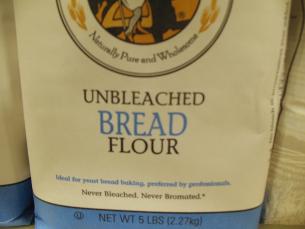 Naturally Pure and Wholesome
UNBLEACHED
BREAD
FLOUR
Ideal for yeast bread baking, preferred by professionals.
Never Bleached. Never Bromated.*
U NET WT 5 LBS (2.27kg)